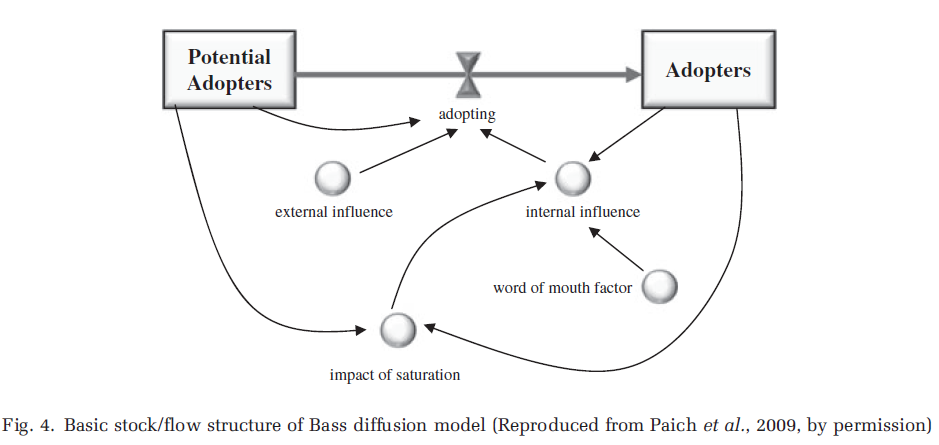 Potential
Adopters
Adopters
adopting
external influence
internal influence
word of mouth factor
impact of saturation
Fig. 4. Basic stock/flow structure of Bass diffusion model (Reproduced from Paich et al., 2009, by permission)